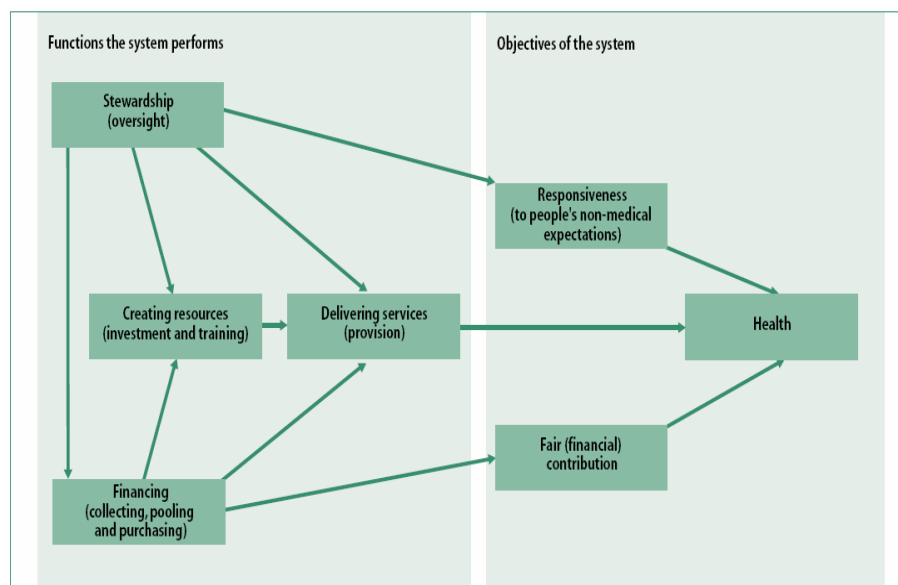 Functions the system performs
Objectives of the system
Stewardship
(oversight)
Responsiveness
(to people's non-medical
expectations)
Creating resources
(investment and training)
Delivering services
(provision)
Health
Fair (financial)
contribution
Financing
(collecting, pooling
and purchasing)